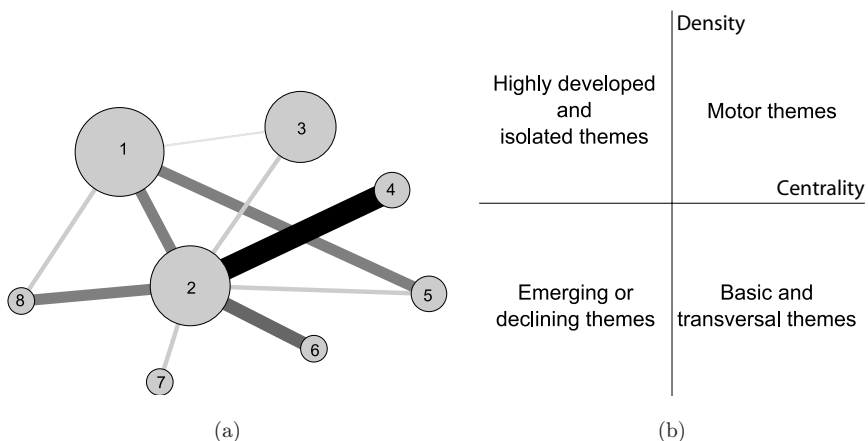 1
3
4
2
8
5
6
7
(a)
Density
Highly developed
and
isolated themes
Motor themes
Centrality
Emerging or
declining themes
Basic and
transversal themes
(b)